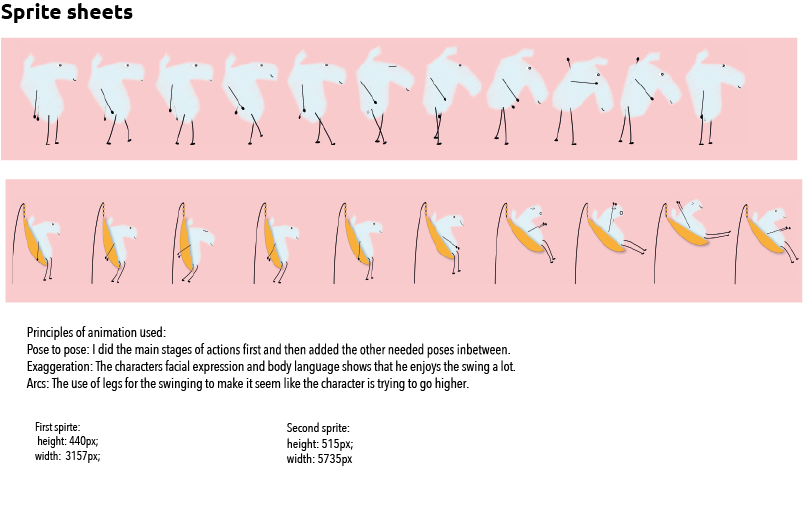 Sprite sheets
Principles of animation used:
Pose to pose: I did the main stages of actions first and then added the other needed poses inbetween.
Exaggeration: The characters facial expression and body language shows that he enjoys the swing a lot.
Arcs: The use of legs for the swinging to make it seem like the character is trying to go higher.
First spirte:
height: 440px;
width: 3157px;
Second sprite:
height: 515px;
width: 5735px